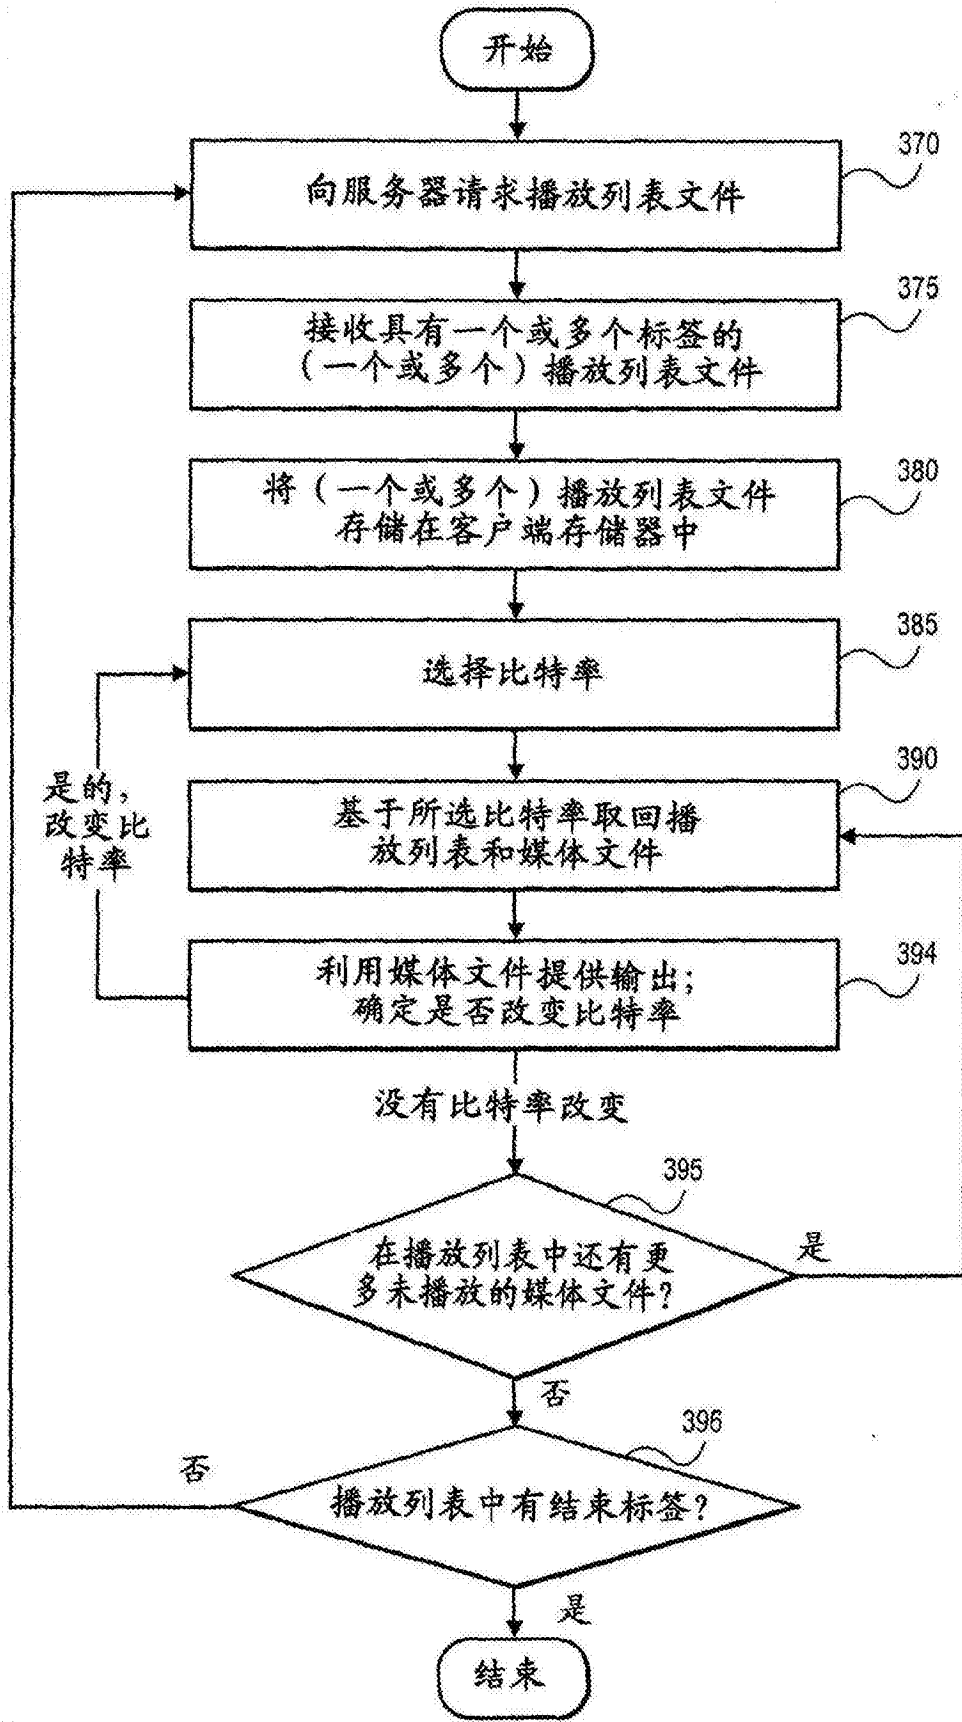 开始
370
向服务器请求播放列表文件
375
接收具有一个或多个标签的
（一个或多个）播放列表文件
380
将（一个或多个）播放列表文件
存储在客户端存储器中
385
选择比特率
390
是的，
改变比
特率
基于所选比特率取回播
放列表和媒体文件
394
利用媒体文件提供输出；
确定是否改变比特率
没有比特率改变
395
在播放列表中还有更
多未播放的媒体文件？
是
否
396
否
播放列表中有结束标签？
是
结束